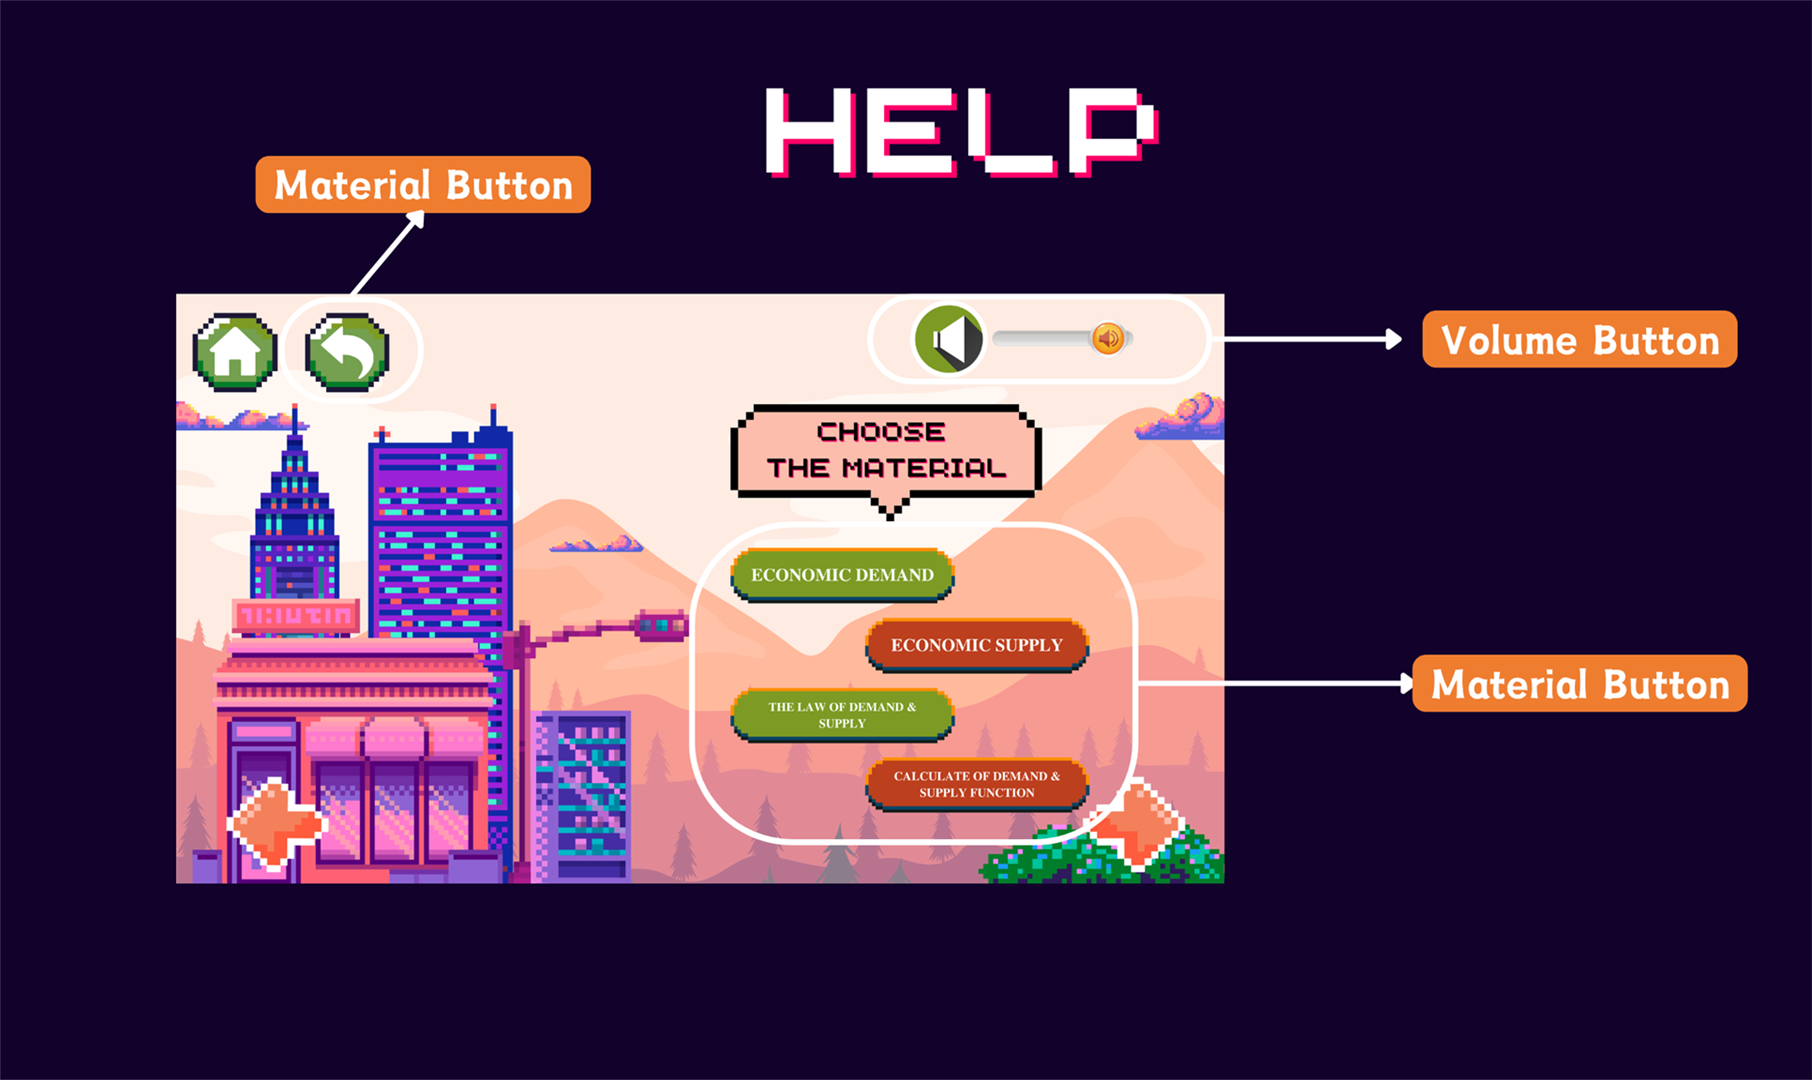 HELP
Material Button
Volume Button
CHOOSE
THE MATERIAL
ECONOMIC DEMAND
ECONOMIC SUPPLY
Material Button
THE LAW OF DEMAND &
SUPPLY
CALCULATE OF DEMAND &
SUPPLY FUNCTION